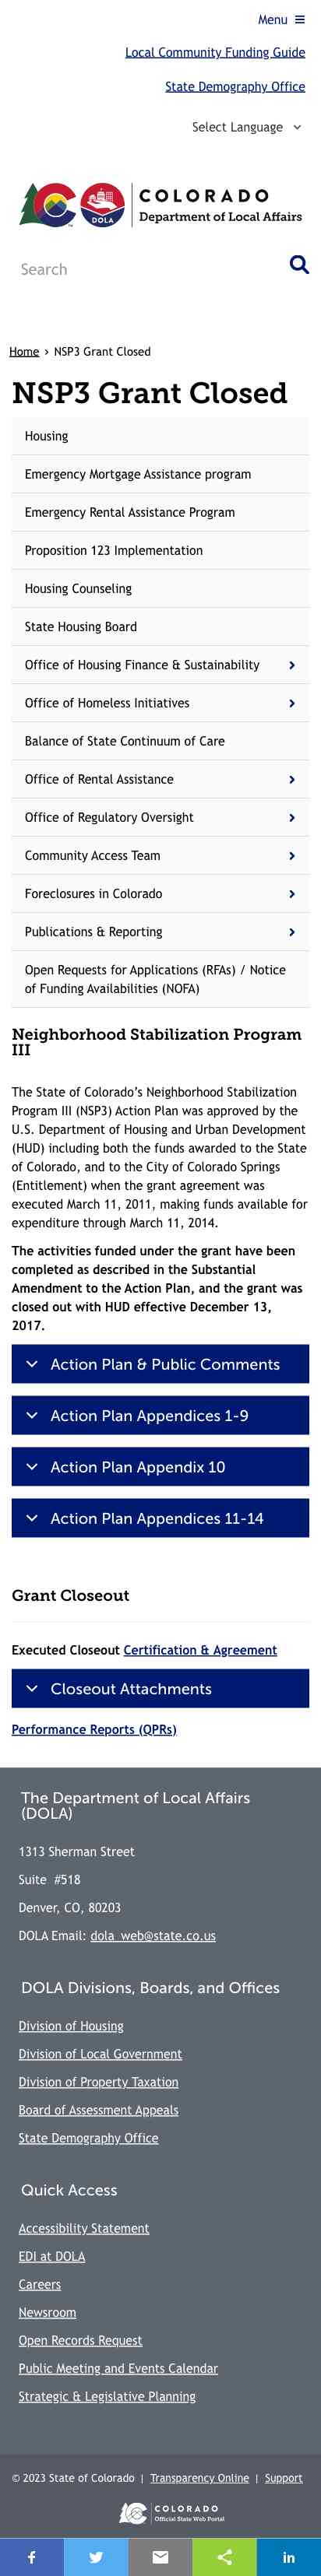 Menu
Local Community Funding Guide
State Demography Office
Select Language
COLORADO
Department of Local Affairs
DOLA
Search
Home > NSP3 Grant Closed
NSP3 Grant Closed
Housing
Emergency Mortgage Assistance program
Emergency Rental Assistance Program
Proposition 123 Implementation
Housing Counseling
State Housing Board
Office of Housing Finance & Sustainability
Office of Homeless Initiatives
Balance of State Continuum of Care
Office of Rental Assistance
Office of Regulatory Oversight
Community Access Team
Foreclosures in Colorado
Publications & Reporting
Open Requests for Applications (RFAs) / Notice
of Funding Availabilities (NOFA)
Neighborhood Stabilization Program
III
The State of Colorado’s Neighborhood Stabilization
Program III (NSP3) Action Plan was approved by the
U.S. Department of Housing and Urban Development
(HUD) including both the funds awarded to the State
of Colorado, and to the City of Colorado Springs
(Entitlement) when the grant agreement was
executed March 11, 2011, making funds available for
expenditure through March 11, 2014.
The activities funded under the grant have been
completed as described in the Substantial
Amendment to the Action Plan, and the grant was
closed out with HUD effective December 13,
2017.
Action Plan & Public Comments
Action Plan Appendices 1-9
Action Plan Appendix 10
Action Plan Appendices 11-14
Grant Closeout
Executed Closeout Certification & Agreement
Closeout Attachments
Performance Reports (QPRs)
The Department of Local Affairs
(DOLA)
1313 Sherman Street
Suite #518
Denver, CO, 80203
DOLA Email: dola_web@state.co.us
DOLA Divisions, Boards, and Offices
Division of Housing
Division of Local Government
Division of Property Taxation
Board of Assessment Appeals
State Demography Office
Quick Access
Accessibility Statement
EDI at DOLA
Careers
Newsroom
Open Records Request
Public Meeting and Events Calendar
Strategic & Legislative Planning
© 2023 State of Colorado | Transparency Online | Support
COLORADO
Official State Web Portal